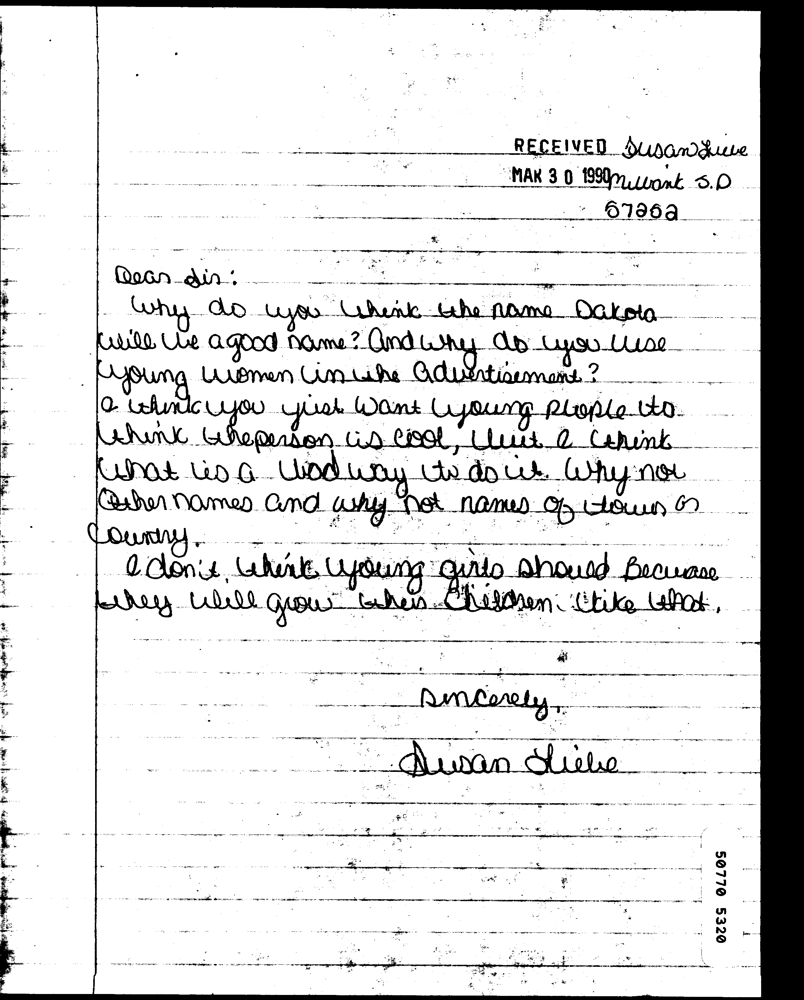 RECEIVED Susan Liebe
MAR 30 1990 Milbank S.D
57252
Dear Sir:
Why do you think the name Dakota
will be a good name? And why do you use
young women in the advertisement?
I think you just want young people to
think the person is cool, but I think
that is a bad way to do it. Why not
other names and why not names of towns or
country.
I don't think young girls should Becuase
they will grow their Children like that.
Sincerely,
Susan Liebe
50770 5320